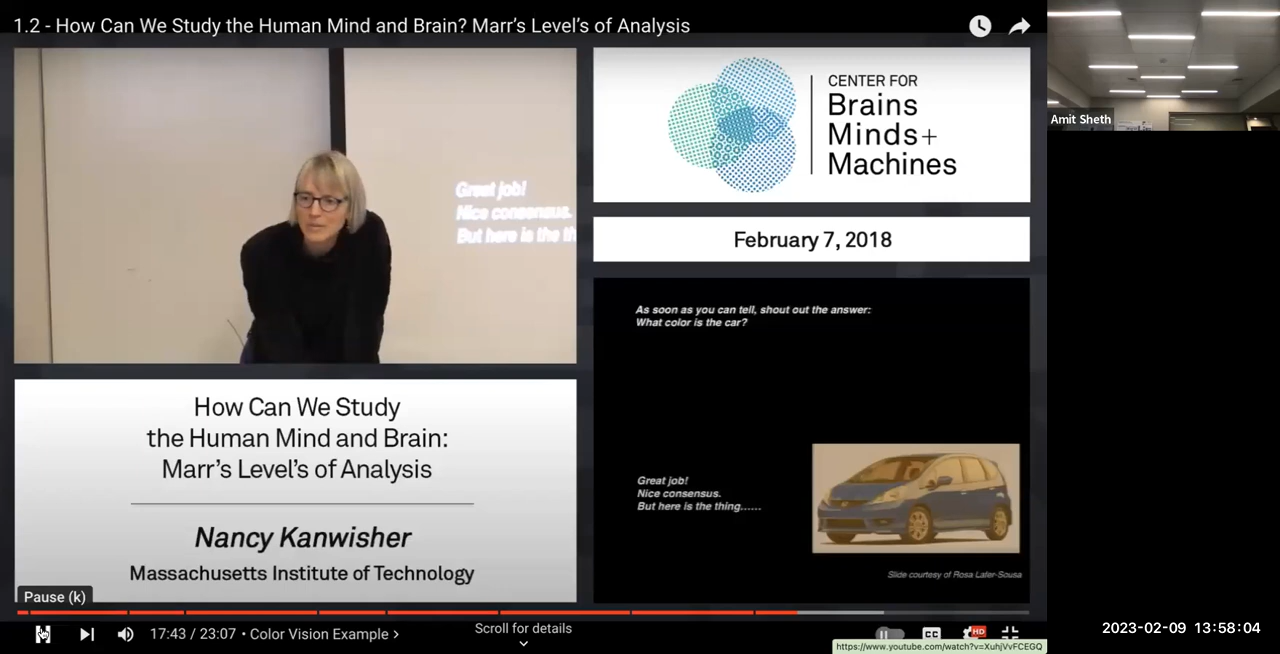 1.2 - How Can We Study the Human Mind and Brain? Marr's Level's of Analysis
Great job!
Nice consensus.
But here is the th
CENTER FOR
Brains
Minds+
Machines
February 7, 2018
As soon as you can tell, shout out the answer:
What color is the car?
Great job!
Nice consensus.
But here is the thing......
Slide courtesy of Rosa Lafer-Sousa
How Can We Study
the Human Mind and Brain:
Marr's Level's of Analysis
Nancy Kanwisher
Massachusetts Institute of Technology
Pause (k)
17:43 / 23:07 • Color Vision Example ›
Scroll for details
CC
HD
https://www.youtube.com/watch?v=XuhjVvFCEGQ
Amit Sheth
2023-02-09 13:58:04